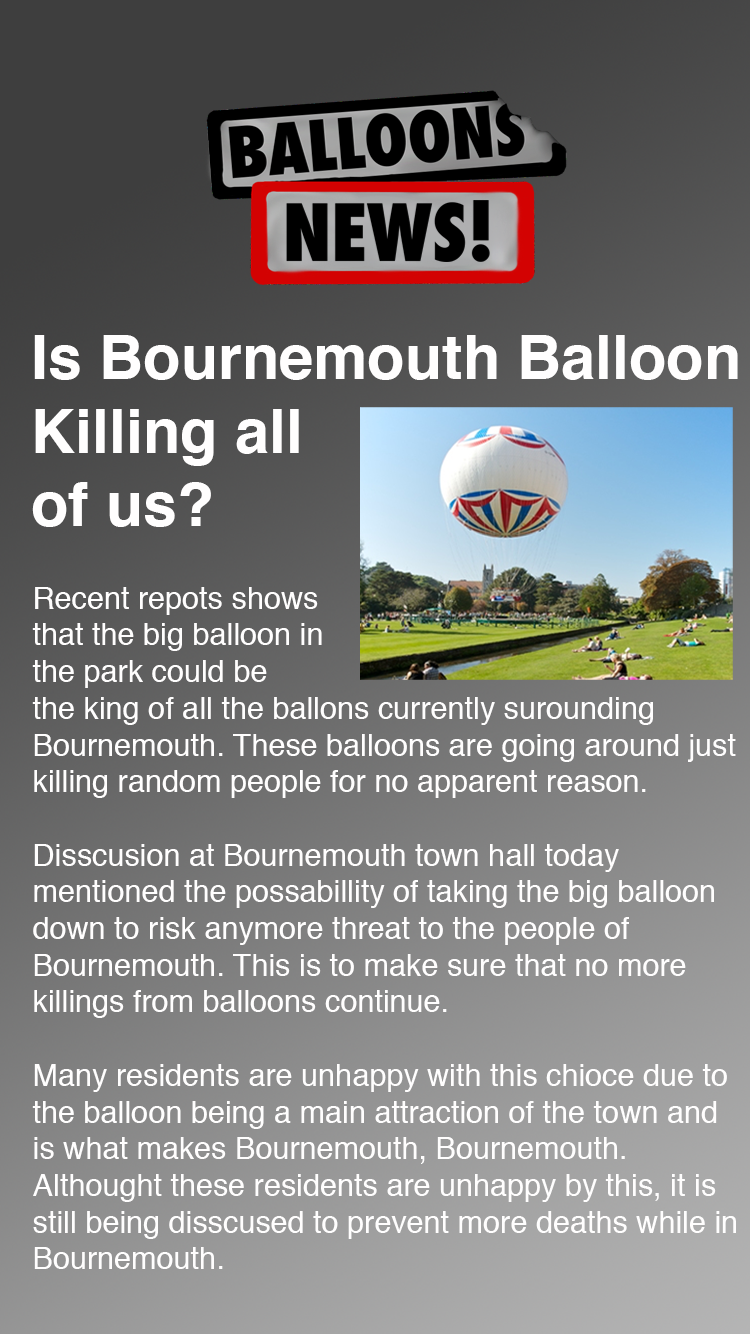 BALLOONS
NEWS!
Is Bournemouth Balloon
Killing all
of us?
Recent repots shows
that the big balloon in
the park could be
the king of all the ballons currently surounding
Bournemouth. These balloons are going around just
killing random people for no apparent reason.
Disscusion at Bournemouth town hall today
mentioned the possabillity of taking the big balloon
down to risk anymore threat to the people of
Bournemouth. This is to make sure that no more
killings from balloons continue.
Many residents are unhappy with this chioce due to
the balloon being a main attraction of the town and
is what makes Bournemouth, Bournemouth.
Althought these residents are unhappy by this, it is
still being disscused to prevent more deaths while in
Bournemouth.